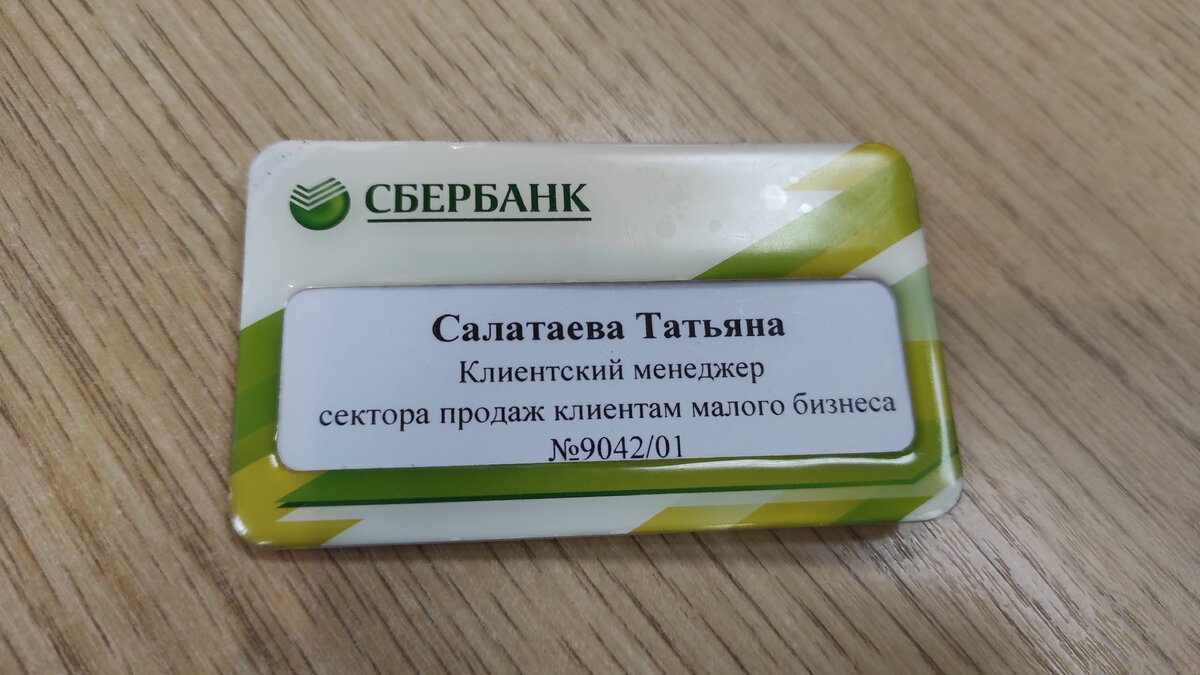 СБЕРБАНК
Салатаева Татьяна
Клиентский менеджер
сектора продаж клиентам малого бизнеса
№9042/01